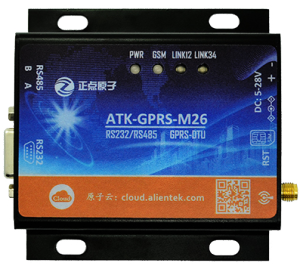 PWR GSM LINK12 LINK34
正点原子
ATK-GPRS-M26
RS232/RS485 GPRS-DTU
RS485
B A
RS232
DC: 5-28V
- +
RST
Cloud
原子云: cloud.alientek.com